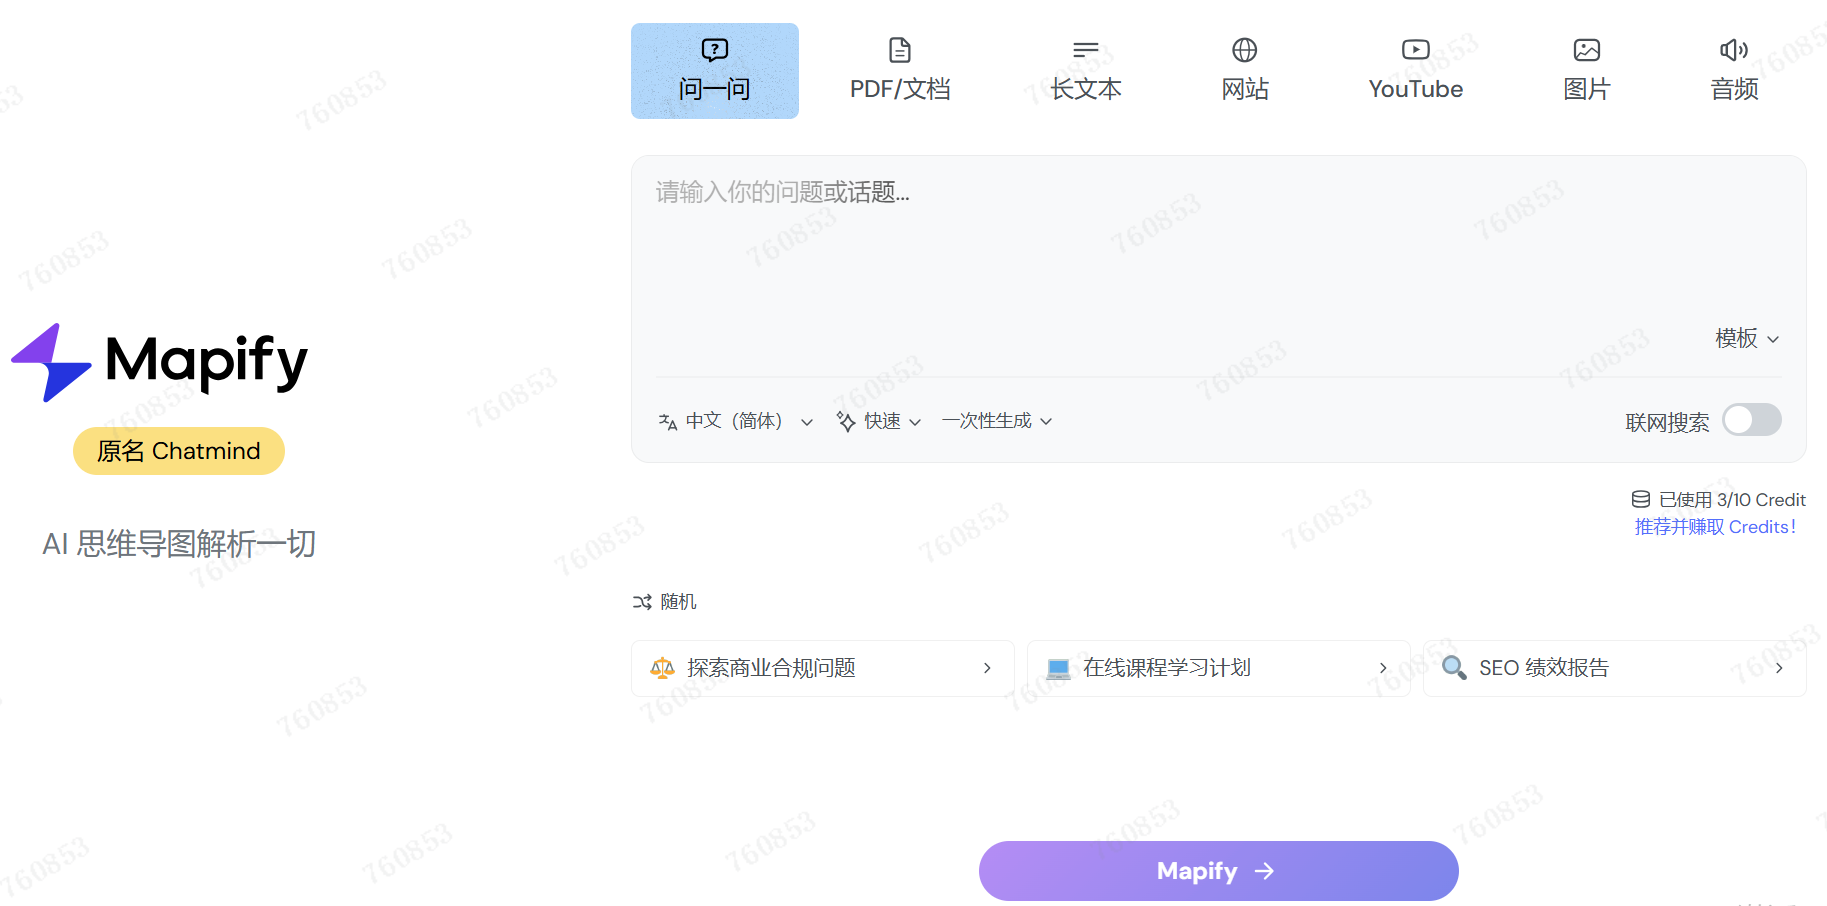 问一问
PDF/文档
长文本
网站
YouTube
图片
音频
请输入你的问题或话题...
模板
中文（简体）
快速
一次性生成
联网搜索
已使用 3/10 Credit
推荐并赚取 Credits！
Mapify
原名 Chatmind
AI 思维导图解析一切
随机
探索商业合规问题
在线课程学习计划
SEO 绩效报告
Mapify
760853